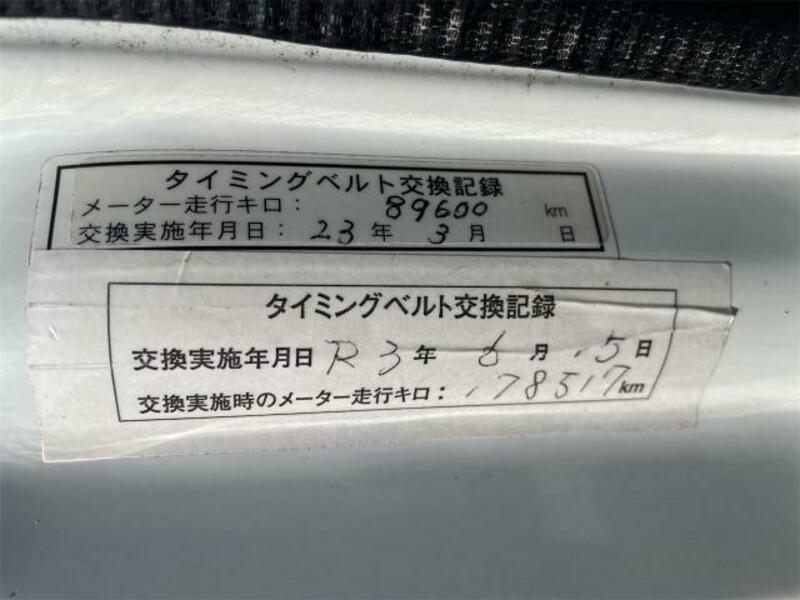 タイミングベルト交換記録
メーター走行キロ： 89600 km
交換実施年月日： 23 年 3 月 日
タイミングベルト交換記録
交換実施年月日 R3 年 6 月 15 日
交換実施時のメーター走行キロ： 178517 km